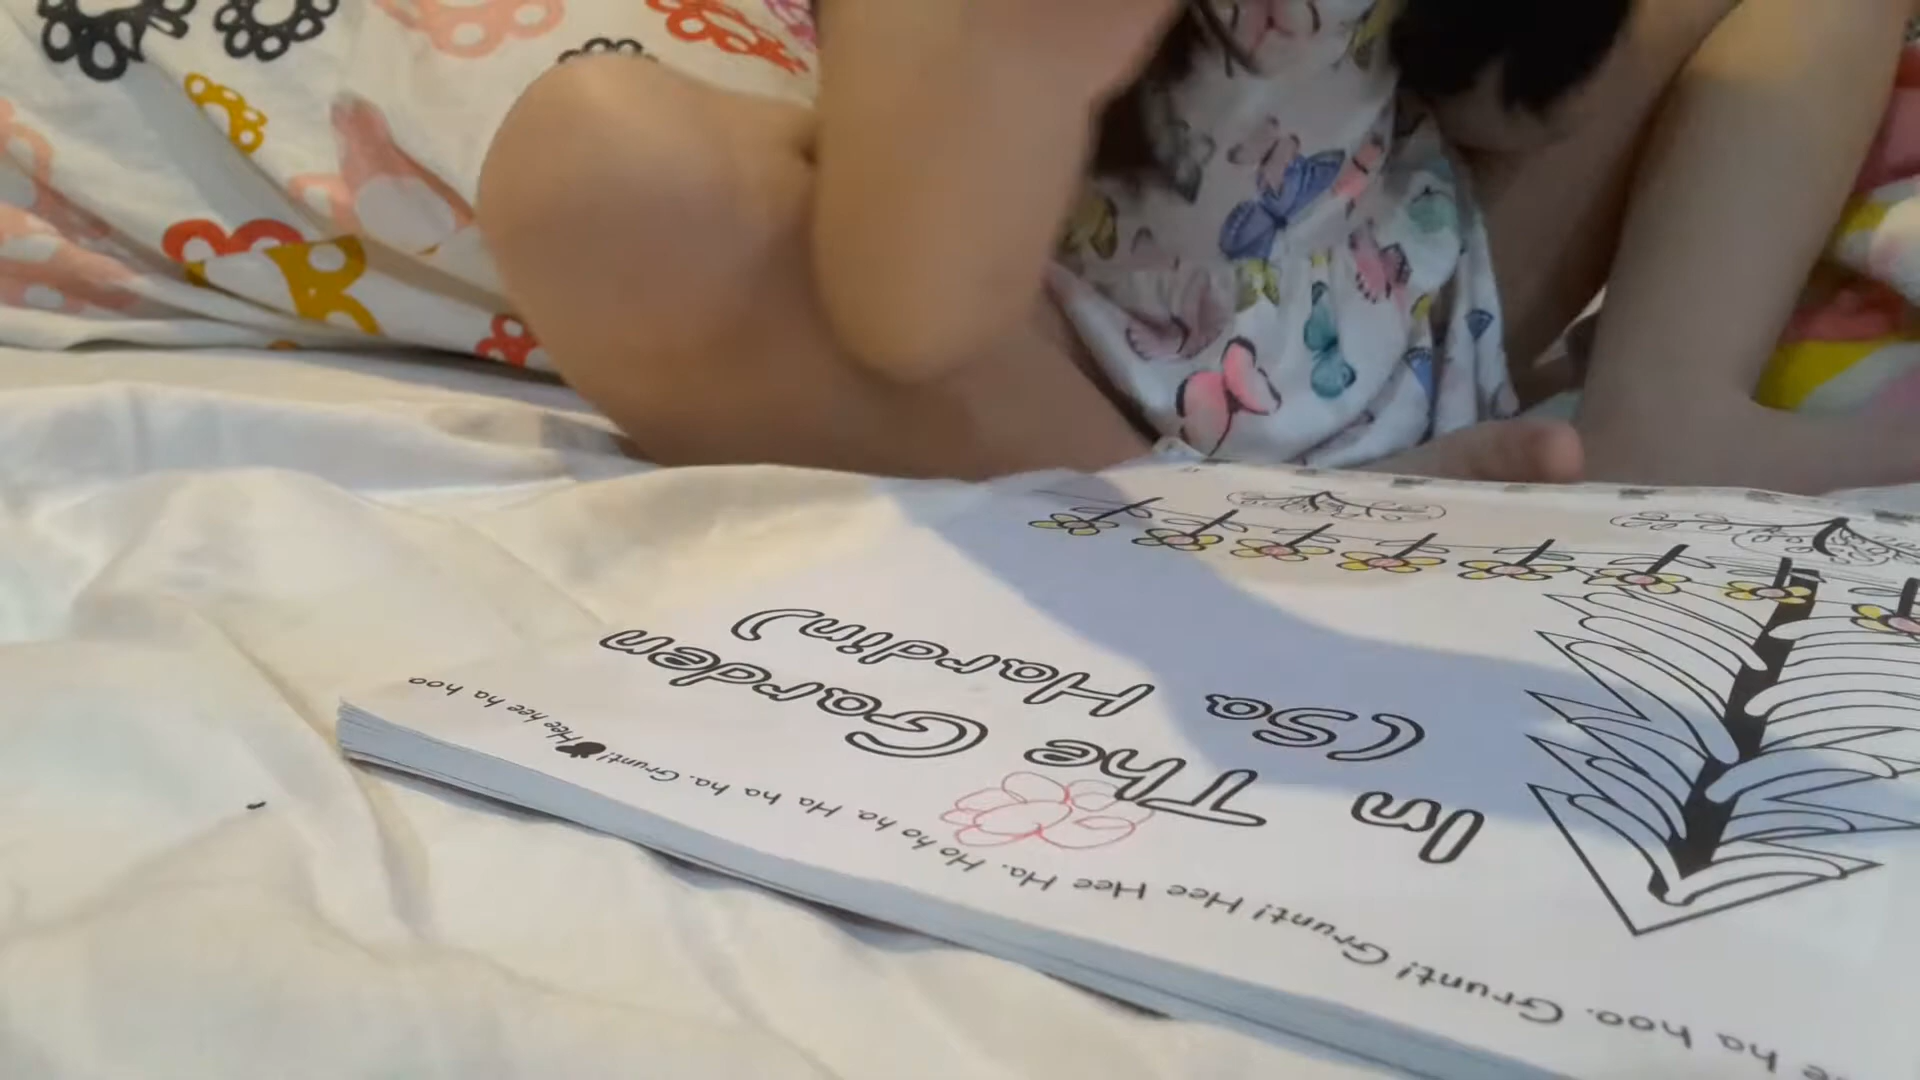 In The Garden
(Sa Hardin)
ha hoo. Grunt! Grunt! Hee Hee Ha. Ho ho ha. Ha ha ha. Grunt! Hee hee ha ha hoo